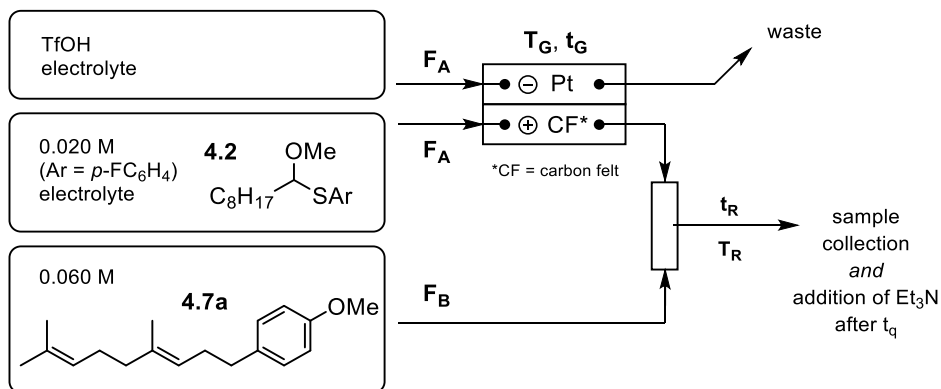 TfOH
electrolyte
0.020 M
(Ar = p-FC₆H₄)
electrolyte
4.2
OMe
C₈H₁₇
SAr
0.060 M
4.7a
OMe
F_A
F_A
F_B
T_G, t_G
⊖ Pt
⊕ CF*
*CF = carbon felt
waste
t_R
T_R
sample
collection
and
addition of Et₃N
after t_q